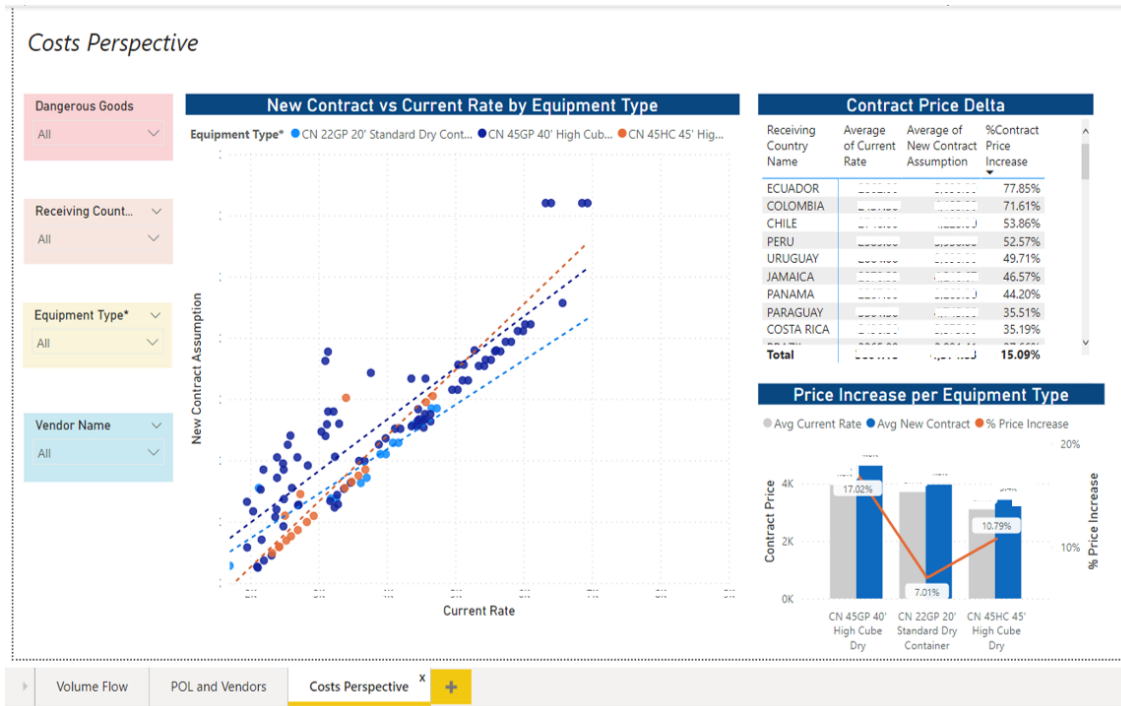 Costs Perspective
Dangerous Goods
All
Receiving Count...
All
Equipment Type*
All
Vendor Name
All
New Contract vs Current Rate by Equipment Type
Equipment Type* CN 22GP 20' Standard Dry Cont... CN 45GP 40' High Cub... CN 45HC 45' Hig...
New Contract Assumption
Current Rate
Contract Price Delta
Receiving Average Average of %Contract
Country of Current New Contract Price
Name Rate Assumption Increase
ECUADOR 77.85%
COLOMBIA 71.61%
CHILE 53.86%
PERU 52.57%
URUGUAY 49.71%
JAMAICA 46.57%
PANAMA 44.20%
PARAGUAY 35.51%
COSTA RICA 35.19%
Total 15.09%
Price Increase per Equipment Type
Avg Current Rate Avg New Contract % Price Increase
20%
4K
17.02%
2K
10.79%
10%
7.01%
0K
Contract Price
% Price Increase
CN 45GP 40' CN 22GP 20' CN 45HC 45'
High Cube Standard Dry High Cube
Dry Container Dry
Volume Flow POL and Vendors Costs Perspective x +